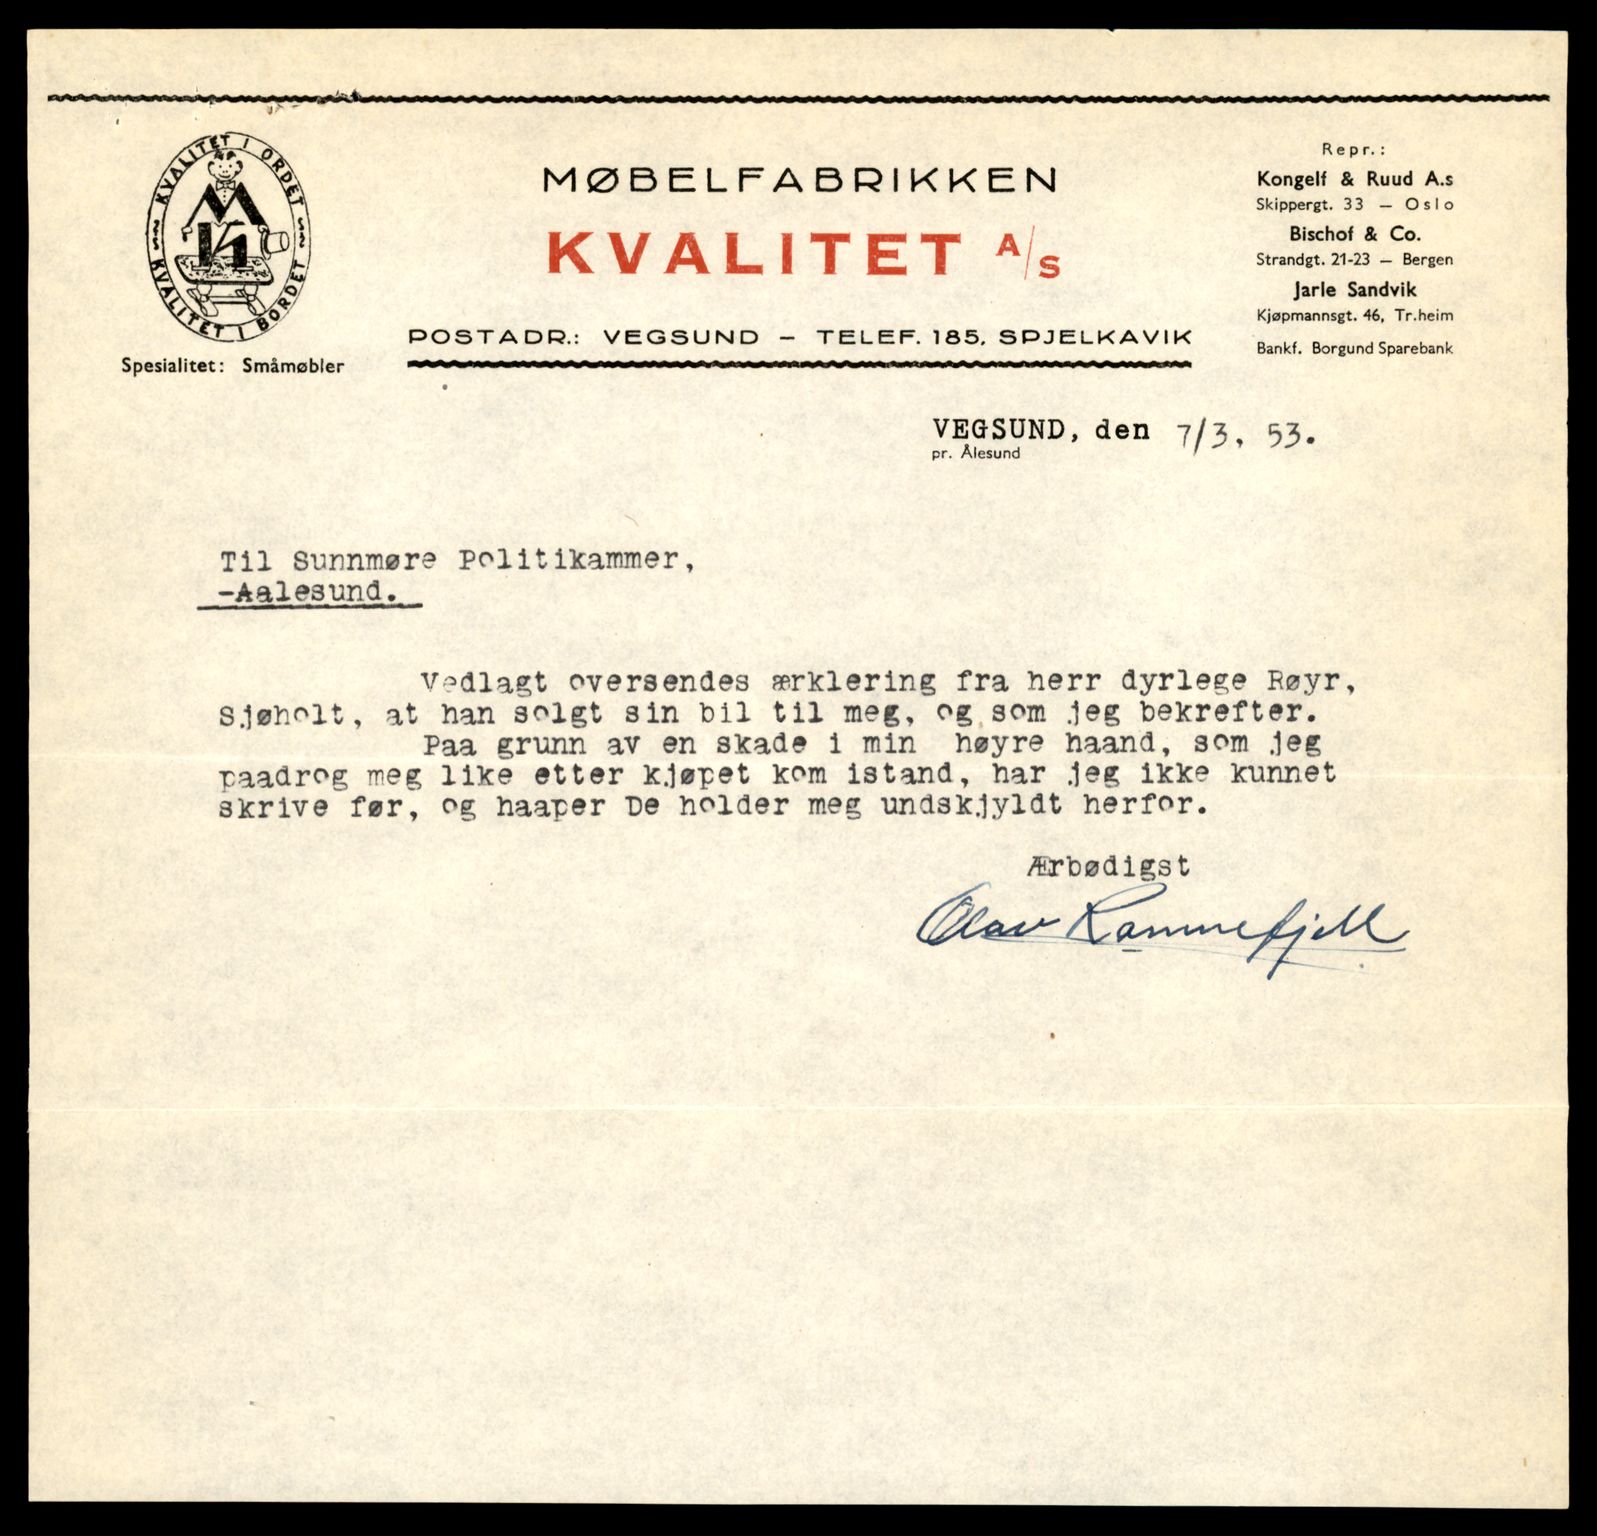 KVALITET I ORDET
KVALITET I BORDET
M
K
Spesialitet: Småmøbler
MØBELFABRIKKEN
KVALITET A/S
POSTADR.: VEGSUND – TELEF. 185, SPJELKAVIK
Repr.:
Kongelf & Ruud A.s
Skippergt. 33 – Oslo
Bischof & Co.
Strandgt. 21-23 – Bergen
Jarle Sandvik
Kjøpmannsgt. 46, Tr.heim
Bankf. Borgund Sparebank
VEGSUND, den 7/3, 53.
pr. Ålesund
Til Sunnmøre Politikammer,
-Aalesund.
Vedlagt oversendes ærklering fra herr dyrlege Røyr,
Sjøholt, at han solgt sin bil til meg, og som jeg bekrefter.
Paa grunn av en skade i min høyre haand, som jeg
paadrog meg like etter kjøpet kom istand, har jeg ikke kunnet
skrive før, og haaper De holder meg undskjyldt herfor.
Ærbødigst
Olav Rammefjell